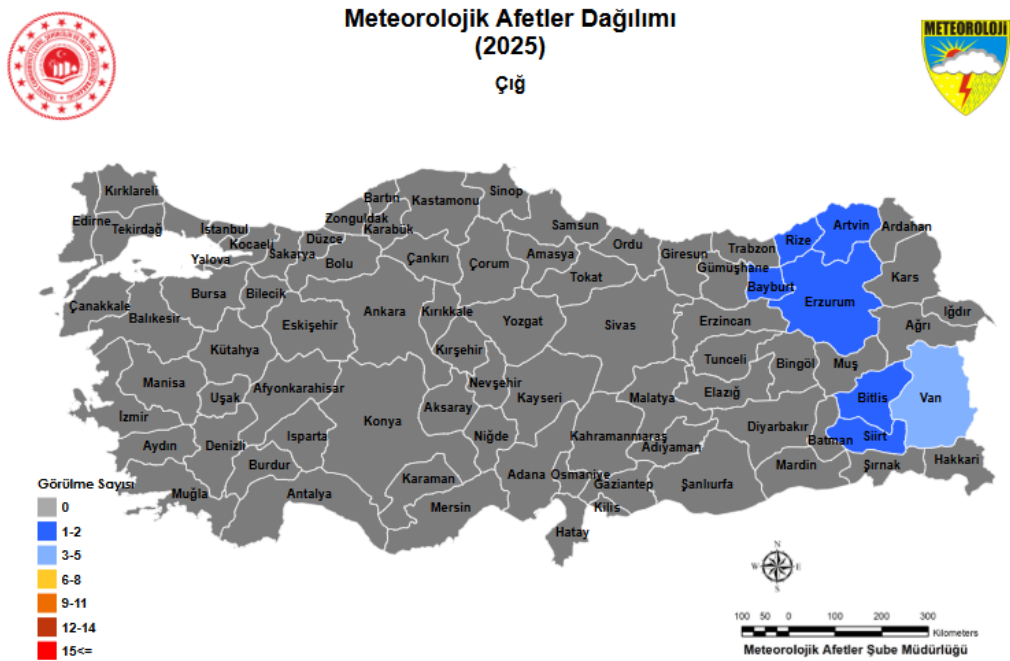 Meteorolojik Afetler Dağılımı
(2025)
Çığ
METEOROLOJİ
Kırklareli
Edirne
Tekirdağ
İstanbul
Kocaeli
Yalova
Sakarya
Düzce
Zonguldak
Bartın
Karabük
Kastamonu
Sinop
Samsun
Ordu
Giresun
Trabzon
Gümüşhane
Rize
Artvin
Ardahan
Bayburt
Erzurum
Kars
Iğdır
Ağrı
Çanakkale
Balıkesir
Bursa
Bilecik
Bolu
Çankırı
Çorum
Amasya
Tokat
Eskişehir
Ankara
Kırıkkale
Yozgat
Sivas
Erzincan
Kütahya
Kırşehir
Tunceli
Bingöl
Muş
Manisa
Uşak
Afyonkarahisar
Nevşehir
Kayseri
Malatya
Elazığ
Bitlis
Van
İzmir
Konya
Aksaray
Niğde
Kahramanmaraş
Adıyaman
Diyarbakır
Batman
Siirt
Aydın
Denizli
Isparta
Burdur
Karaman
Adana
Osmaniye
Gaziantep
Şanlıurfa
Mardin
Şırnak
Hakkari
Muğla
Antalya
Mersin
Kilis
Hatay
Görülme Sayısı
0
1-2
3-5
6-8
9-11
12-14
15<=
N
W E
S
100 50 0 100 200 300
Kilometers
Meteorolojik Afetler Şube Müdürlüğü